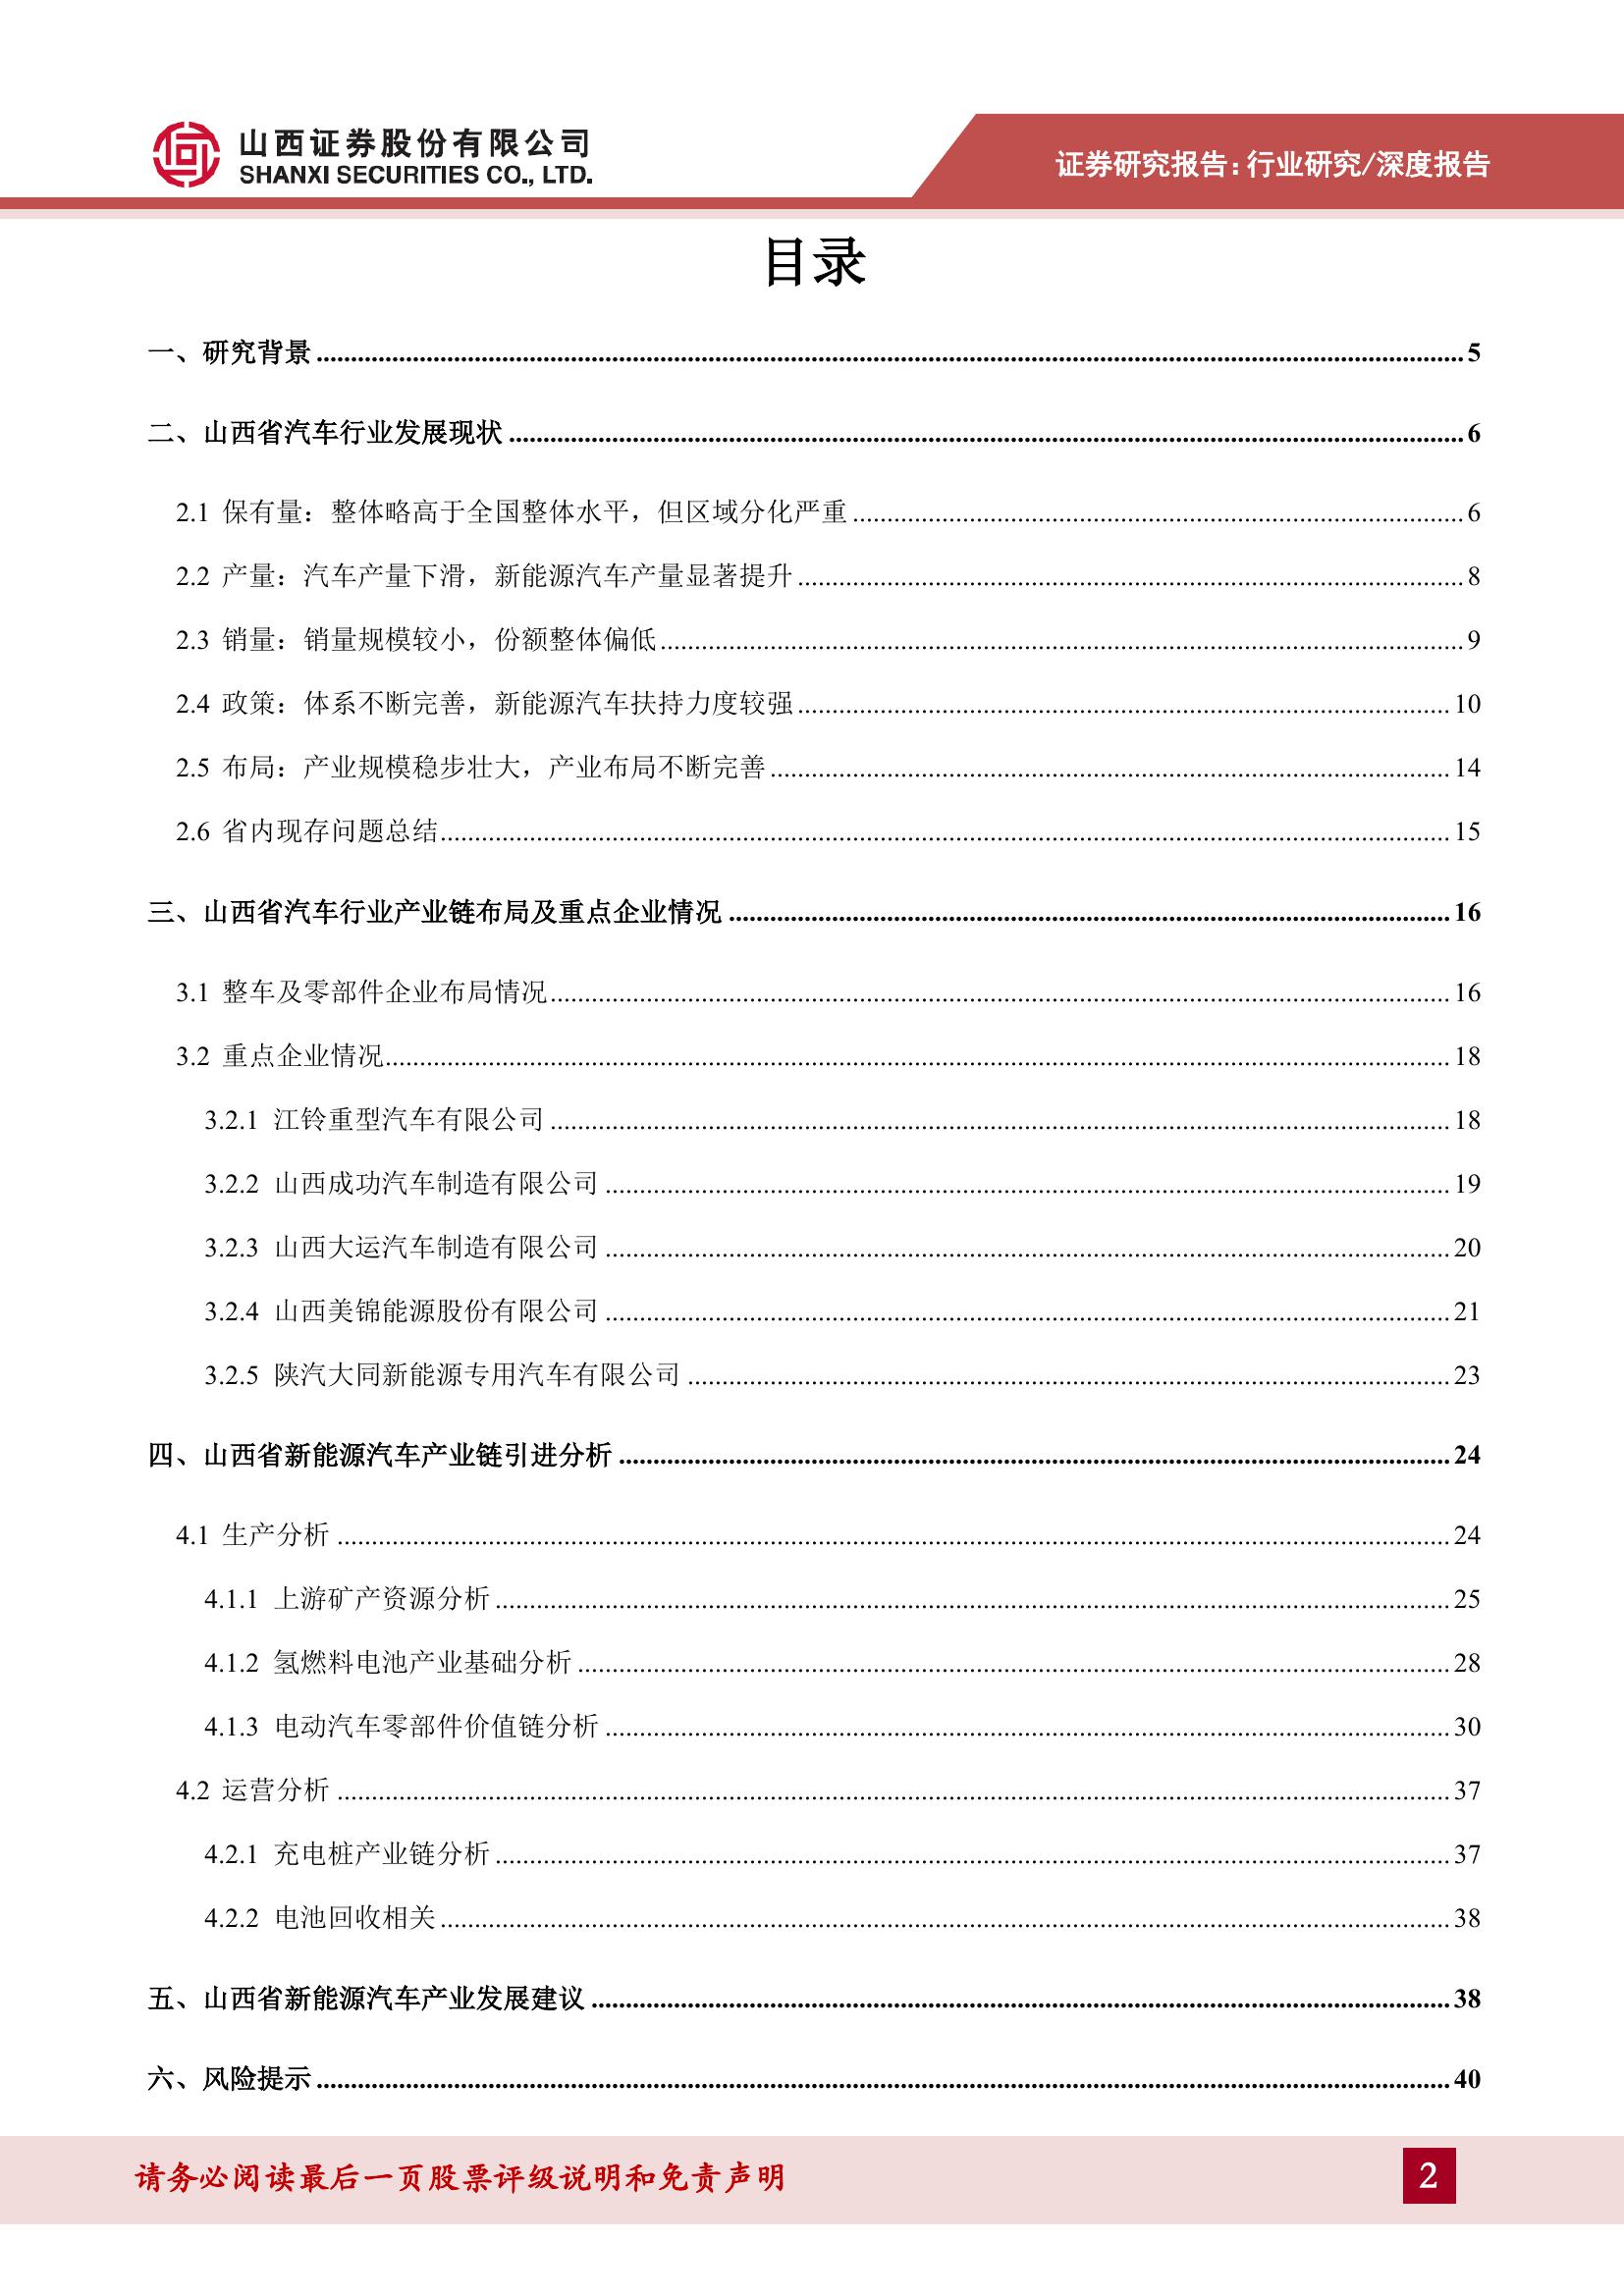 山西证券股份有限公司
SHANXI SECURITIES CO., LTD.
证券研究报告：行业研究/深度报告
目录
一、研究背景 5
二、山西省汽车行业发展现状 6
2.1 保有量：整体略高于全国整体水平，但区域分化严重 6
2.2 产量：汽车产量下滑，新能源汽车产量显著提升 8
2.3 销量：销量规模较小，份额整体偏低 9
2.4 政策：体系不断完善，新能源汽车扶持力度较强 10
2.5 布局：产业规模稳步壮大，产业布局不断完善 14
2.6 省内现存问题总结 15
三、山西省汽车行业产业链布局及重点企业情况 16
3.1 整车及零部件企业布局情况 16
3.2 重点企业情况 18
3.2.1 江铃重型汽车有限公司 18
3.2.2 山西成功汽车制造有限公司 19
3.2.3 山西大运汽车制造有限公司 20
3.2.4 山西美锦能源股份有限公司 21
3.2.5 陕汽大同新能源专用汽车有限公司 23
四、山西省新能源汽车产业链引进分析 24
4.1 生产分析 24
4.1.1 上游矿产资源分析 25
4.1.2 氢燃料电池产业基础分析 28
4.1.3 电动汽车零部件价值链分析 30
4.2 运营分析 37
4.2.1 充电桩产业链分析 37
4.2.2 电池回收相关 38
五、山西省新能源汽车产业发展建议 38
六、风险提示 40
请务必阅读最后一页股票评级说明和免责声明
2